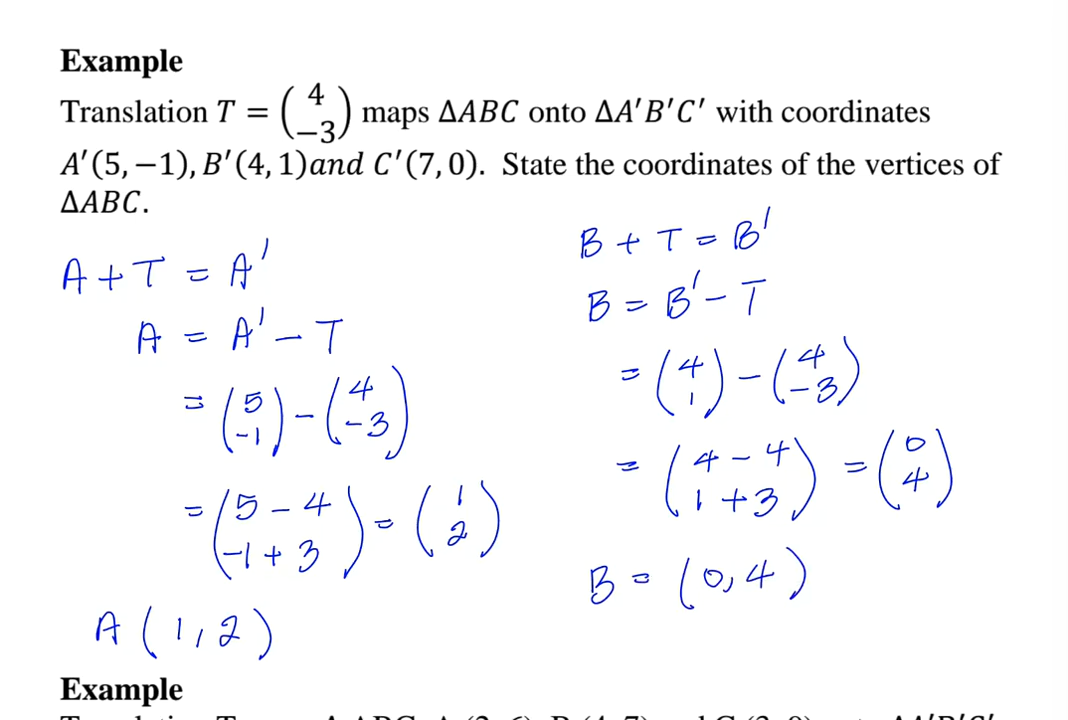 Example
Translation T = (4 −3) maps ΔABC onto ΔA′B′C′ with coordinates
A′(5, −1), B′(4, 1)and C′(7, 0). State the coordinates of the vertices of
ΔABC.
A + T = A′
A = A′ − T
= (5 −1) − (4 −3)
= (5 − 4 −1 + 3) = (1 2)
A (1, 2)
B + T = B′
B = B′ − T
= (4 1) − (4 −3)
= (4 − 4 1 + 3) = (0 4)
B = (0, 4)
Example